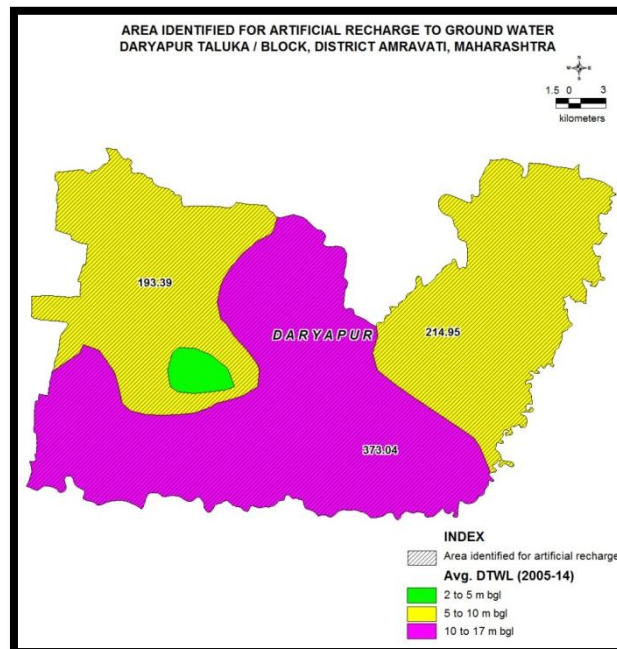 AREA IDENTIFIED FOR ARTIFICIAL RECHARGE TO GROUND WATER
DARYAPUR TALUKA / BLOCK, DISTRICT AMRAVATI, MAHARASHTRA
N
W E
S
1.5 0 3
kilometers
193.39
DARYAPUR
214.95
373.04
INDEX
Area identified for artificial recharge
Avg. DTWL (2005-14)
2 to 5 m bgl
5 to 10 m bgl
10 to 17 m bgl